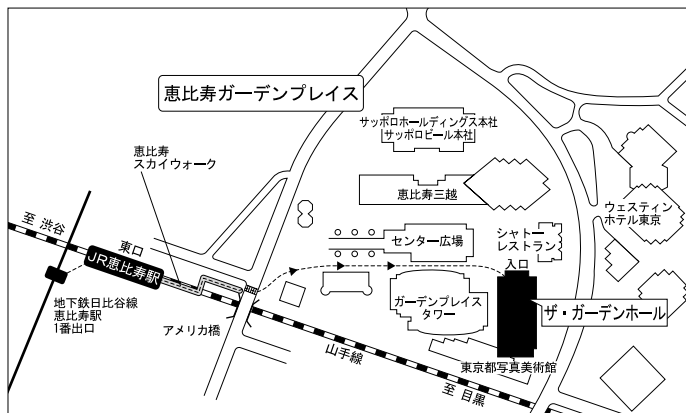 恵比寿ガーデンプレイス
サッポロホールディングス本社
サッポロビール本社
恵比寿
スカイウォーク
恵比寿三越
ウェスティン
ホテル東京
至 渋谷
東口
JR恵比寿駅
センター広場
シャトー
レストラン
入口
地下鉄日比谷線
恵比寿駅
1番出口
アメリカ橋
ガーデンプレイス
タワー
ザ・ガーデンホール
山手線
東京都写真美術館
至 目黒